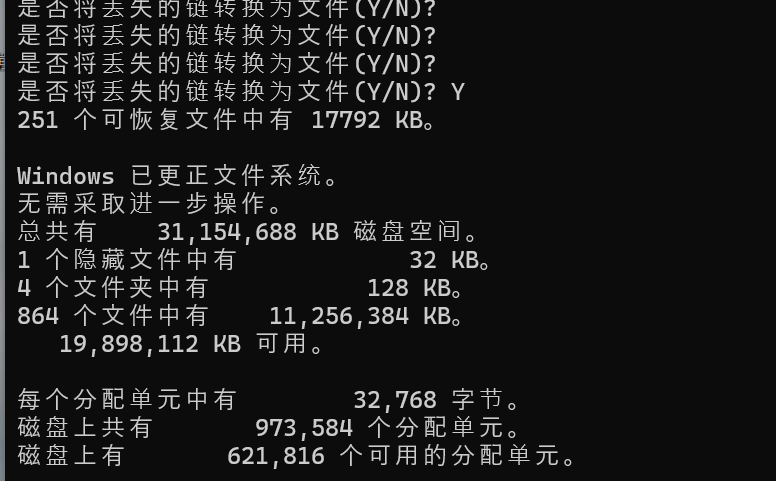 是否将丢失的链转换为文件(Y/N)?
是否将丢失的链转换为文件(Y/N)?
是否将丢失的链转换为文件(Y/N)?
是否将丢失的链转换为文件(Y/N)? Y
251 个可恢复文件中有 17792 KB。
Windows 已更正文件系统。
无需采取进一步操作。
总共有    31,154,688 KB 磁盘空间。
1 个隐藏文件中有             32 KB。
4 个文件夹中有            128 KB。
864 个文件中有     11,256,384 KB。
   19,898,112 KB 可用。
每个分配单元中有         32,768 字节。
磁盘上共有        973,584 个分配单元。
磁盘上有        621,816 个可用的分配单元。